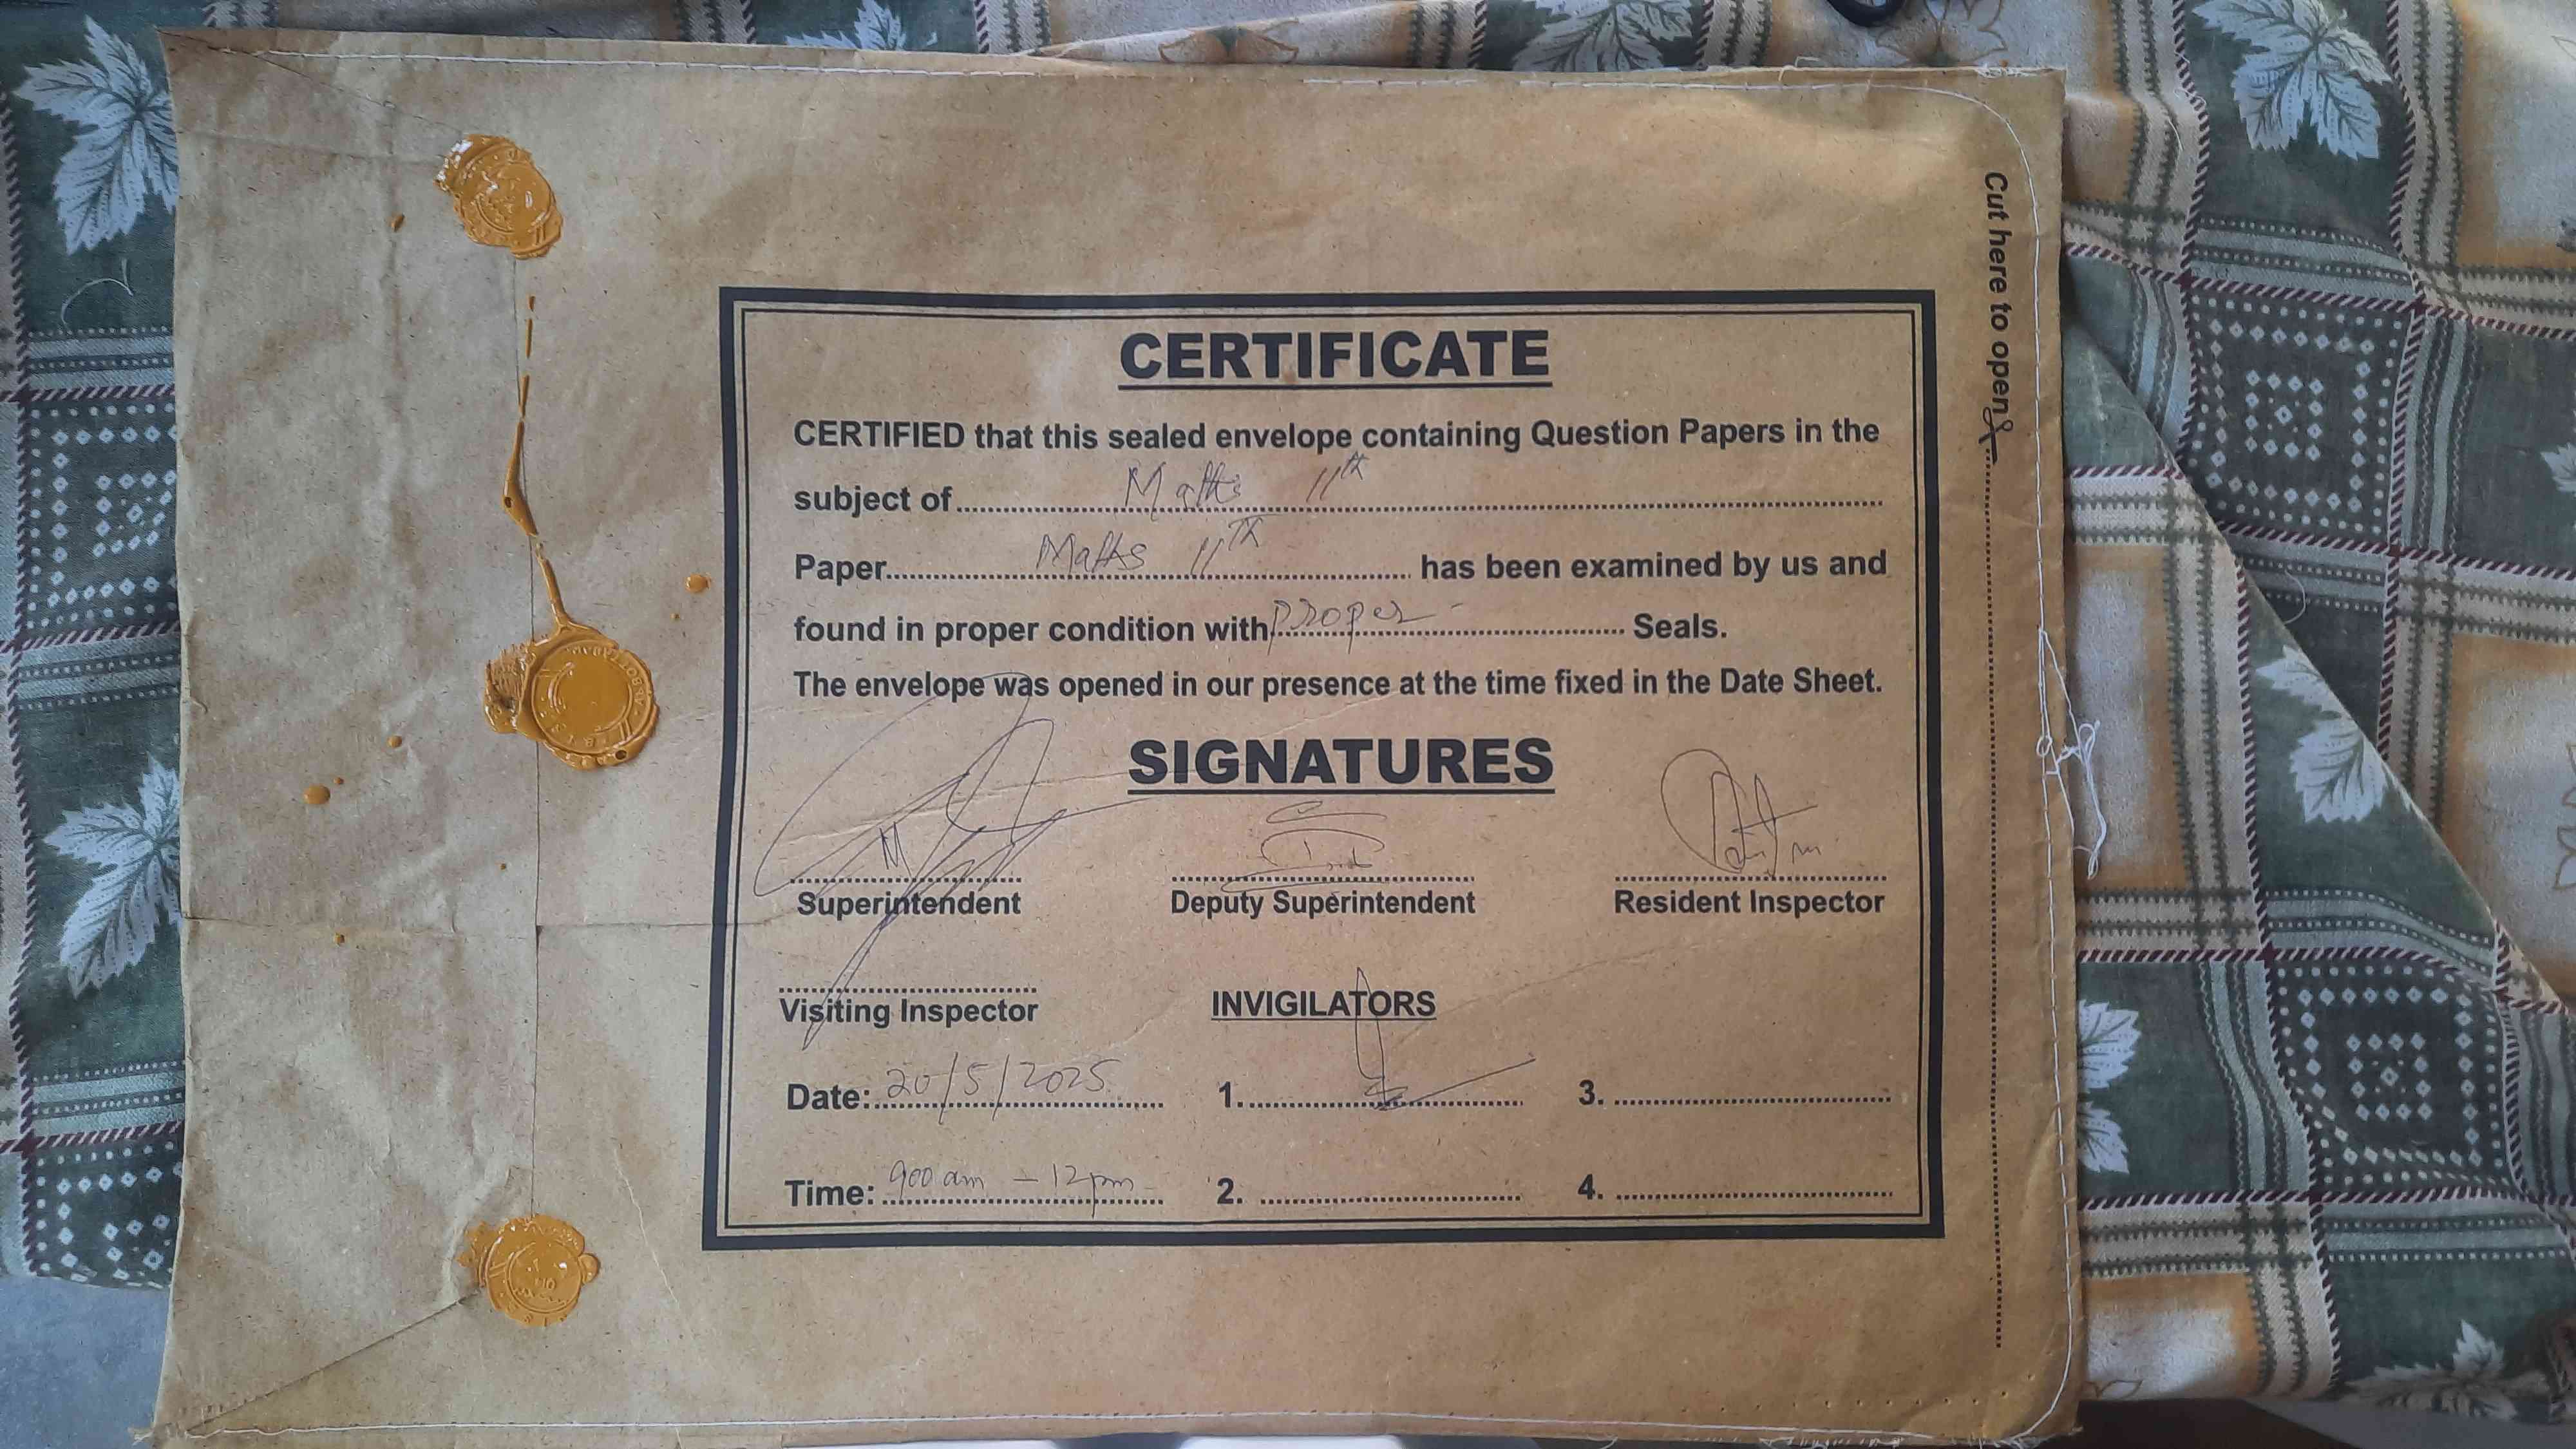 CERTIFICATE
CERTIFIED that this sealed envelope containing Question Papers in the
subject of Maths 11th
Paper Maths 11th has been examined by us and
found in proper condition with proper Seals.
The envelope was opened in our presence at the time fixed in the Date Sheet.
SIGNATURES
Superintendent Deputy Superintendent Resident Inspector
Visiting Inspector INVIGILATORS
Date: 20/5/2025 1. 3.
Time: 900 am - 12pm 2. 4.
Cut here to open